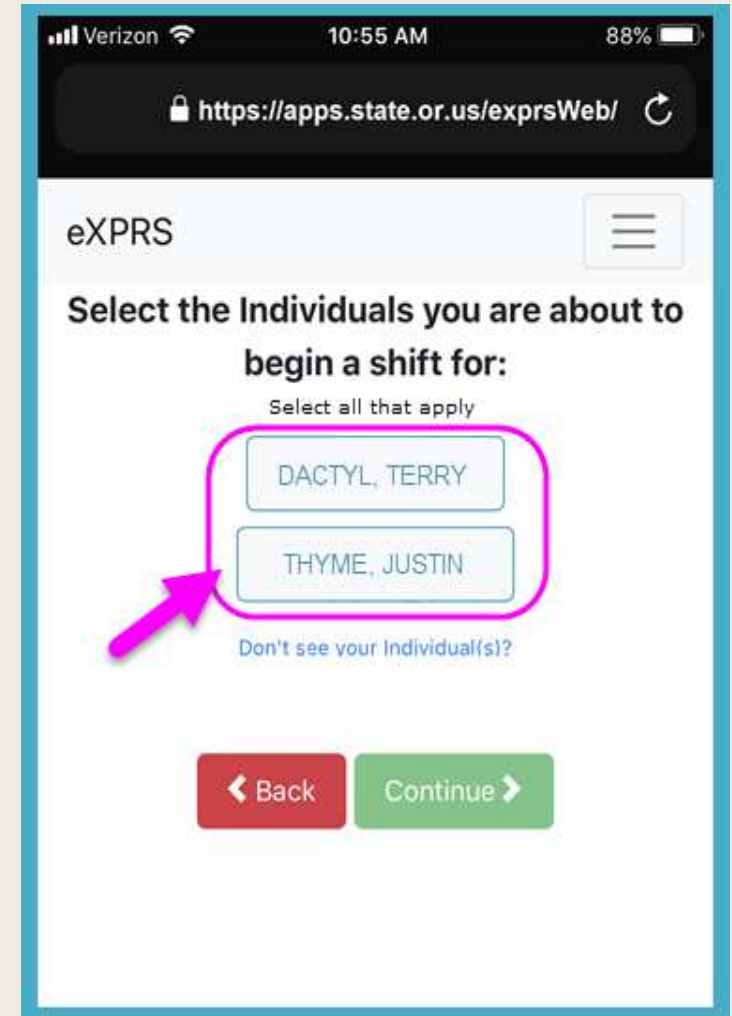 Verizon 10:55 AM 88%
https://apps.state.or.us/exprsWeb/
eXPRS
Select the Individuals you are about to
begin a shift for:
Select all that apply
DACTYL, TERRY
THYME, JUSTIN
Don't see your Individual(s)?
Back Continue